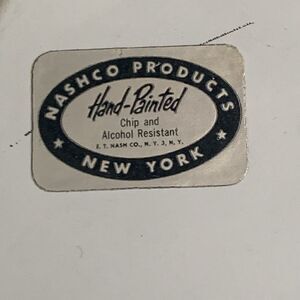 NASHCO PRODUCTS
Hand-Painted
Chip and
Alcohol Resistant
E. T. NASH CO., N. Y. 3, N. Y.
★ NEW YORK ★